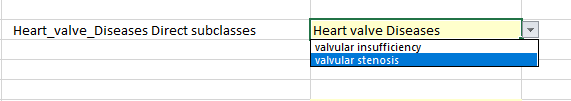 Heart_valve_Diseases Direct subclasses Heart valve Diseases
valvular insufficiency
valvular stenosis